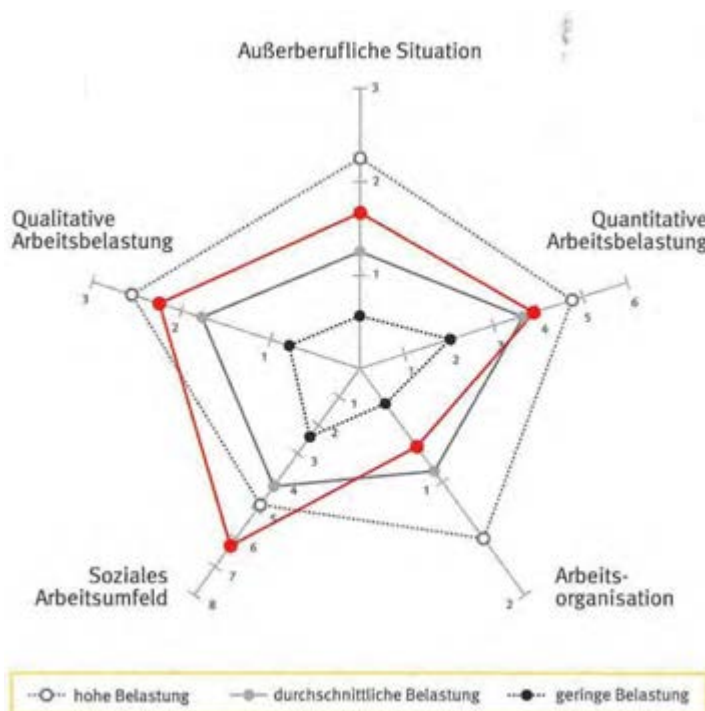 Außerberufliche Situation
3
2
1
Qualitative
Arbeitsbelastung
3
2
1
Quantitative
Arbeitsbelastung
1
2
3
4
5
6
1
2
3
4
5
6
7
8
Soziales
Arbeitsumfeld
1
2
Arbeits-
organisation
hohe Belastung
durchschnittliche Belastung
geringe Belastung